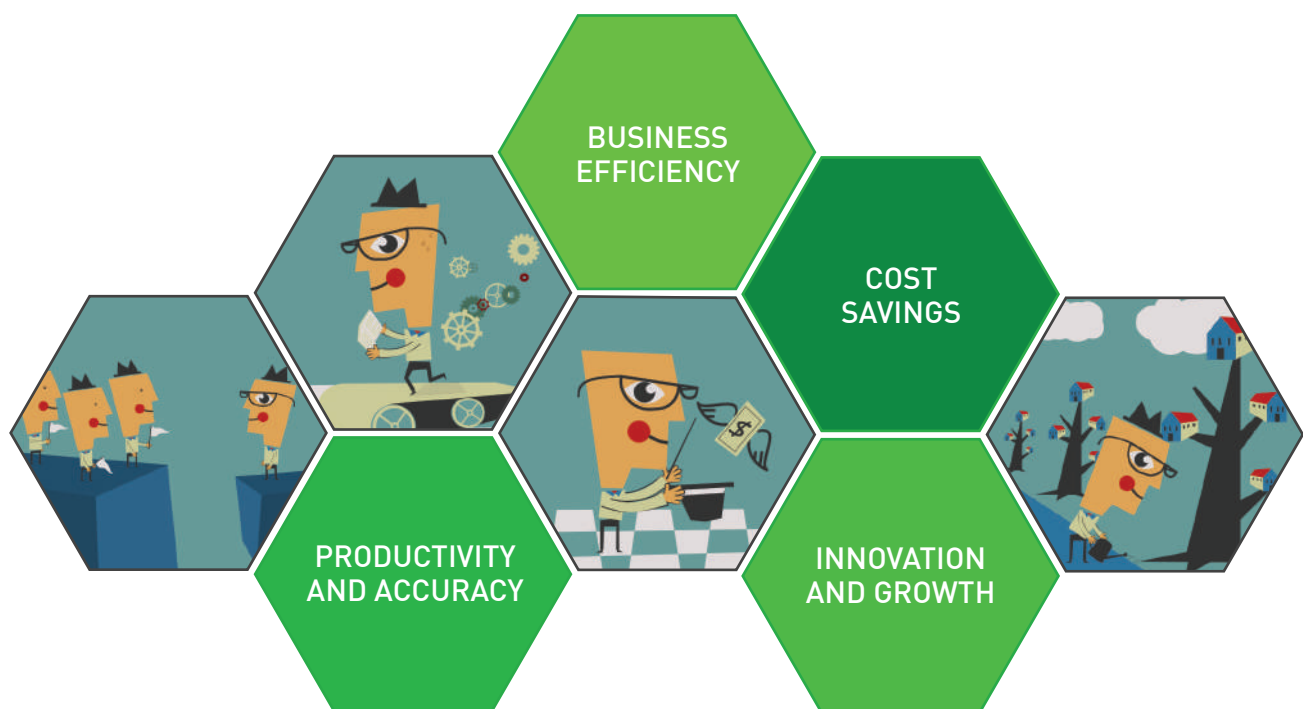 BUSINESS
EFFICIENCY
COST
SAVINGS
$
PRODUCTIVITY
AND ACCURACY
INNOVATION
AND GROWTH